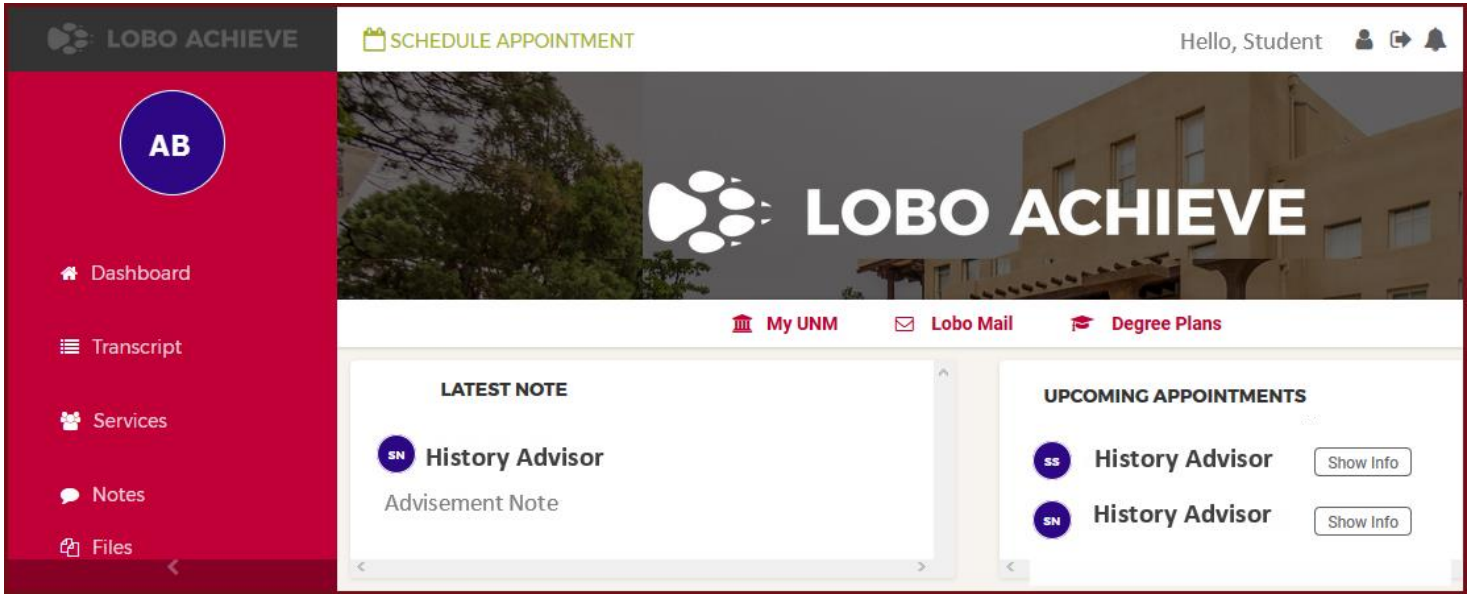 LOBO ACHIEVE
SCHEDULE APPOINTMENT
Hello, Student
AB
LOBO ACHIEVE
Dashboard
Transcript
Services
Notes
Files
My UNM
Lobo Mail
Degree Plans
LATEST NOTE
SN
History Advisor
Advisement Note
UPCOMING APPOINTMENTS
SS
History Advisor
Show Info
SN
History Advisor
Show Info